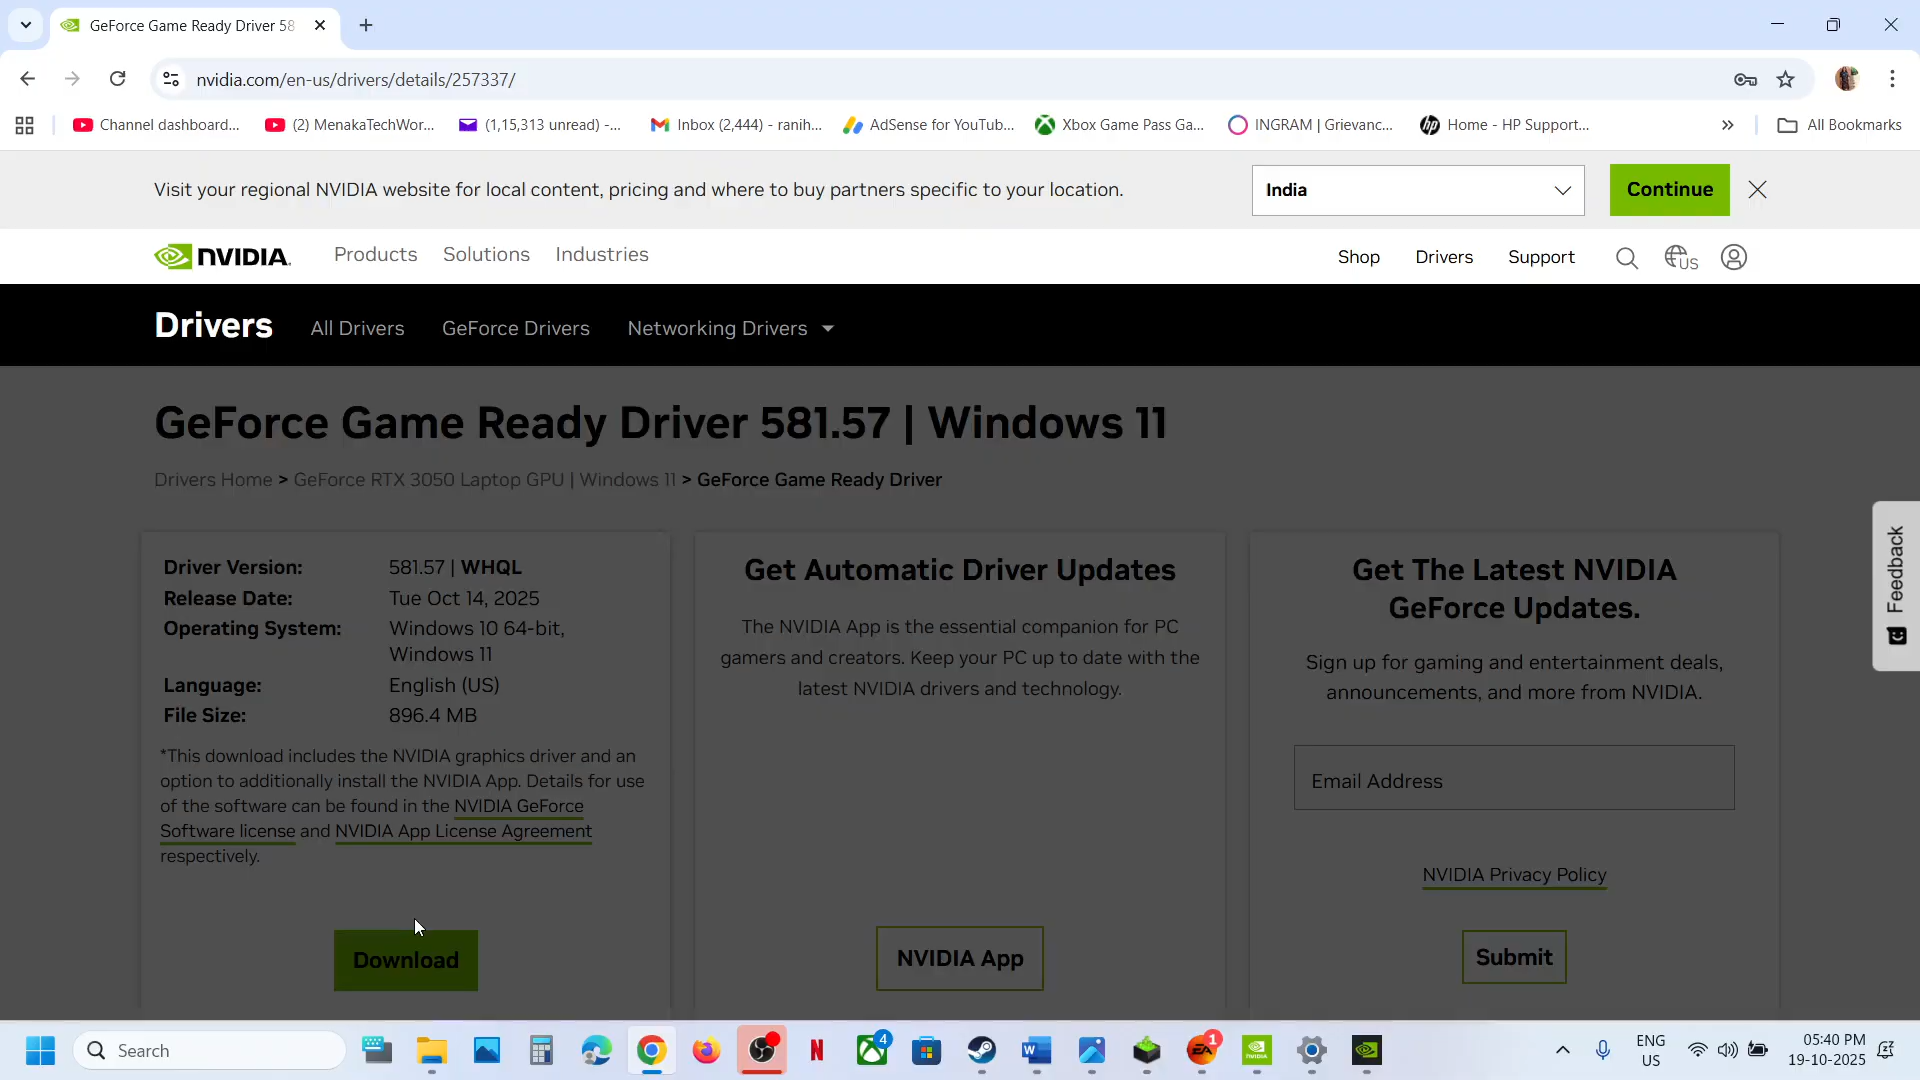 GeForce Game Ready Driver 58
nvidia.com/en-us/drivers/details/257337/
Channel dashboard...
(2) MenakaTechWor...
(1,15,313 unread) -...
Inbox (2,444) - ranih...
AdSense for YouTub...
Xbox Game Pass Ga...
INGRAM | Grievanc...
Home - HP Support...
»
All Bookmarks
Visit your regional NVIDIA website for local content, pricing and where to buy partners specific to your location.
India
Continue
NVIDIA.
Products
Solutions
Industries
Shop
Drivers
Support
US
Drivers
All Drivers
GeForce Drivers
Networking Drivers
GeForce Game Ready Driver 581.57 | Windows 11
Drivers Home > GeForce RTX 3050 Laptop GPU | Windows 11 > GeForce Game Ready Driver
Driver Version: 581.57 | WHQL
Release Date: Tue Oct 14, 2025
Operating System: Windows 10 64-bit,
Windows 11
Language: English (US)
File Size: 896.4 MB
*This download includes the NVIDIA graphics driver and an
option to additionally install the NVIDIA App. Details for use
of the software can be found in the NVIDIA GeForce
Software license and NVIDIA App License Agreement
respectively.
Download
Get Automatic Driver Updates
The NVIDIA App is the essential companion for PC
gamers and creators. Keep your PC up to date with the
latest NVIDIA drivers and technology.
NVIDIA App
Get The Latest NVIDIA
GeForce Updates.
Sign up for gaming and entertainment deals,
announcements, and more from NVIDIA.
Email Address
NVIDIA Privacy Policy
Submit
Feedback
Search
4
1
ENG
US
05:40 PM
19-10-2025